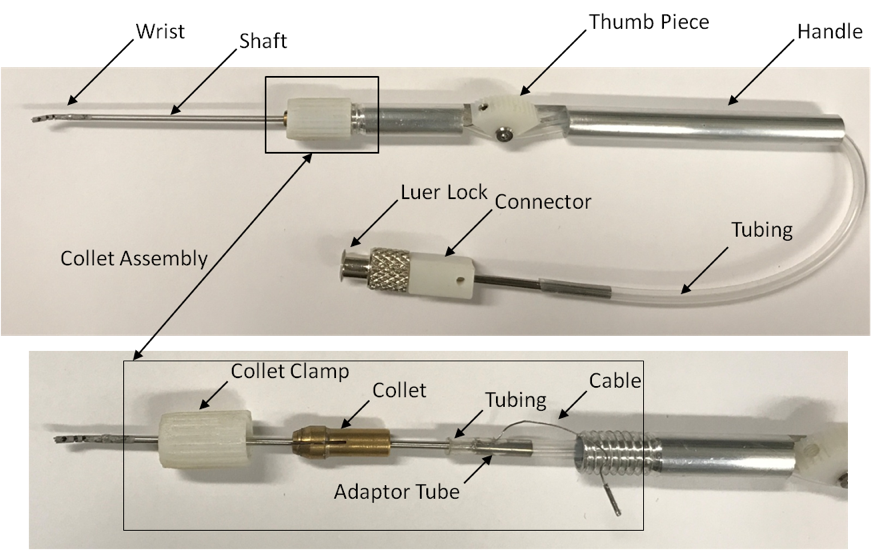 Wrist
Shaft
Thumb Piece
Handle
Luer Lock
Connector
Tubing
Collet Assembly
Collet Clamp
Collet
Tubing
Cable
Adaptor Tube